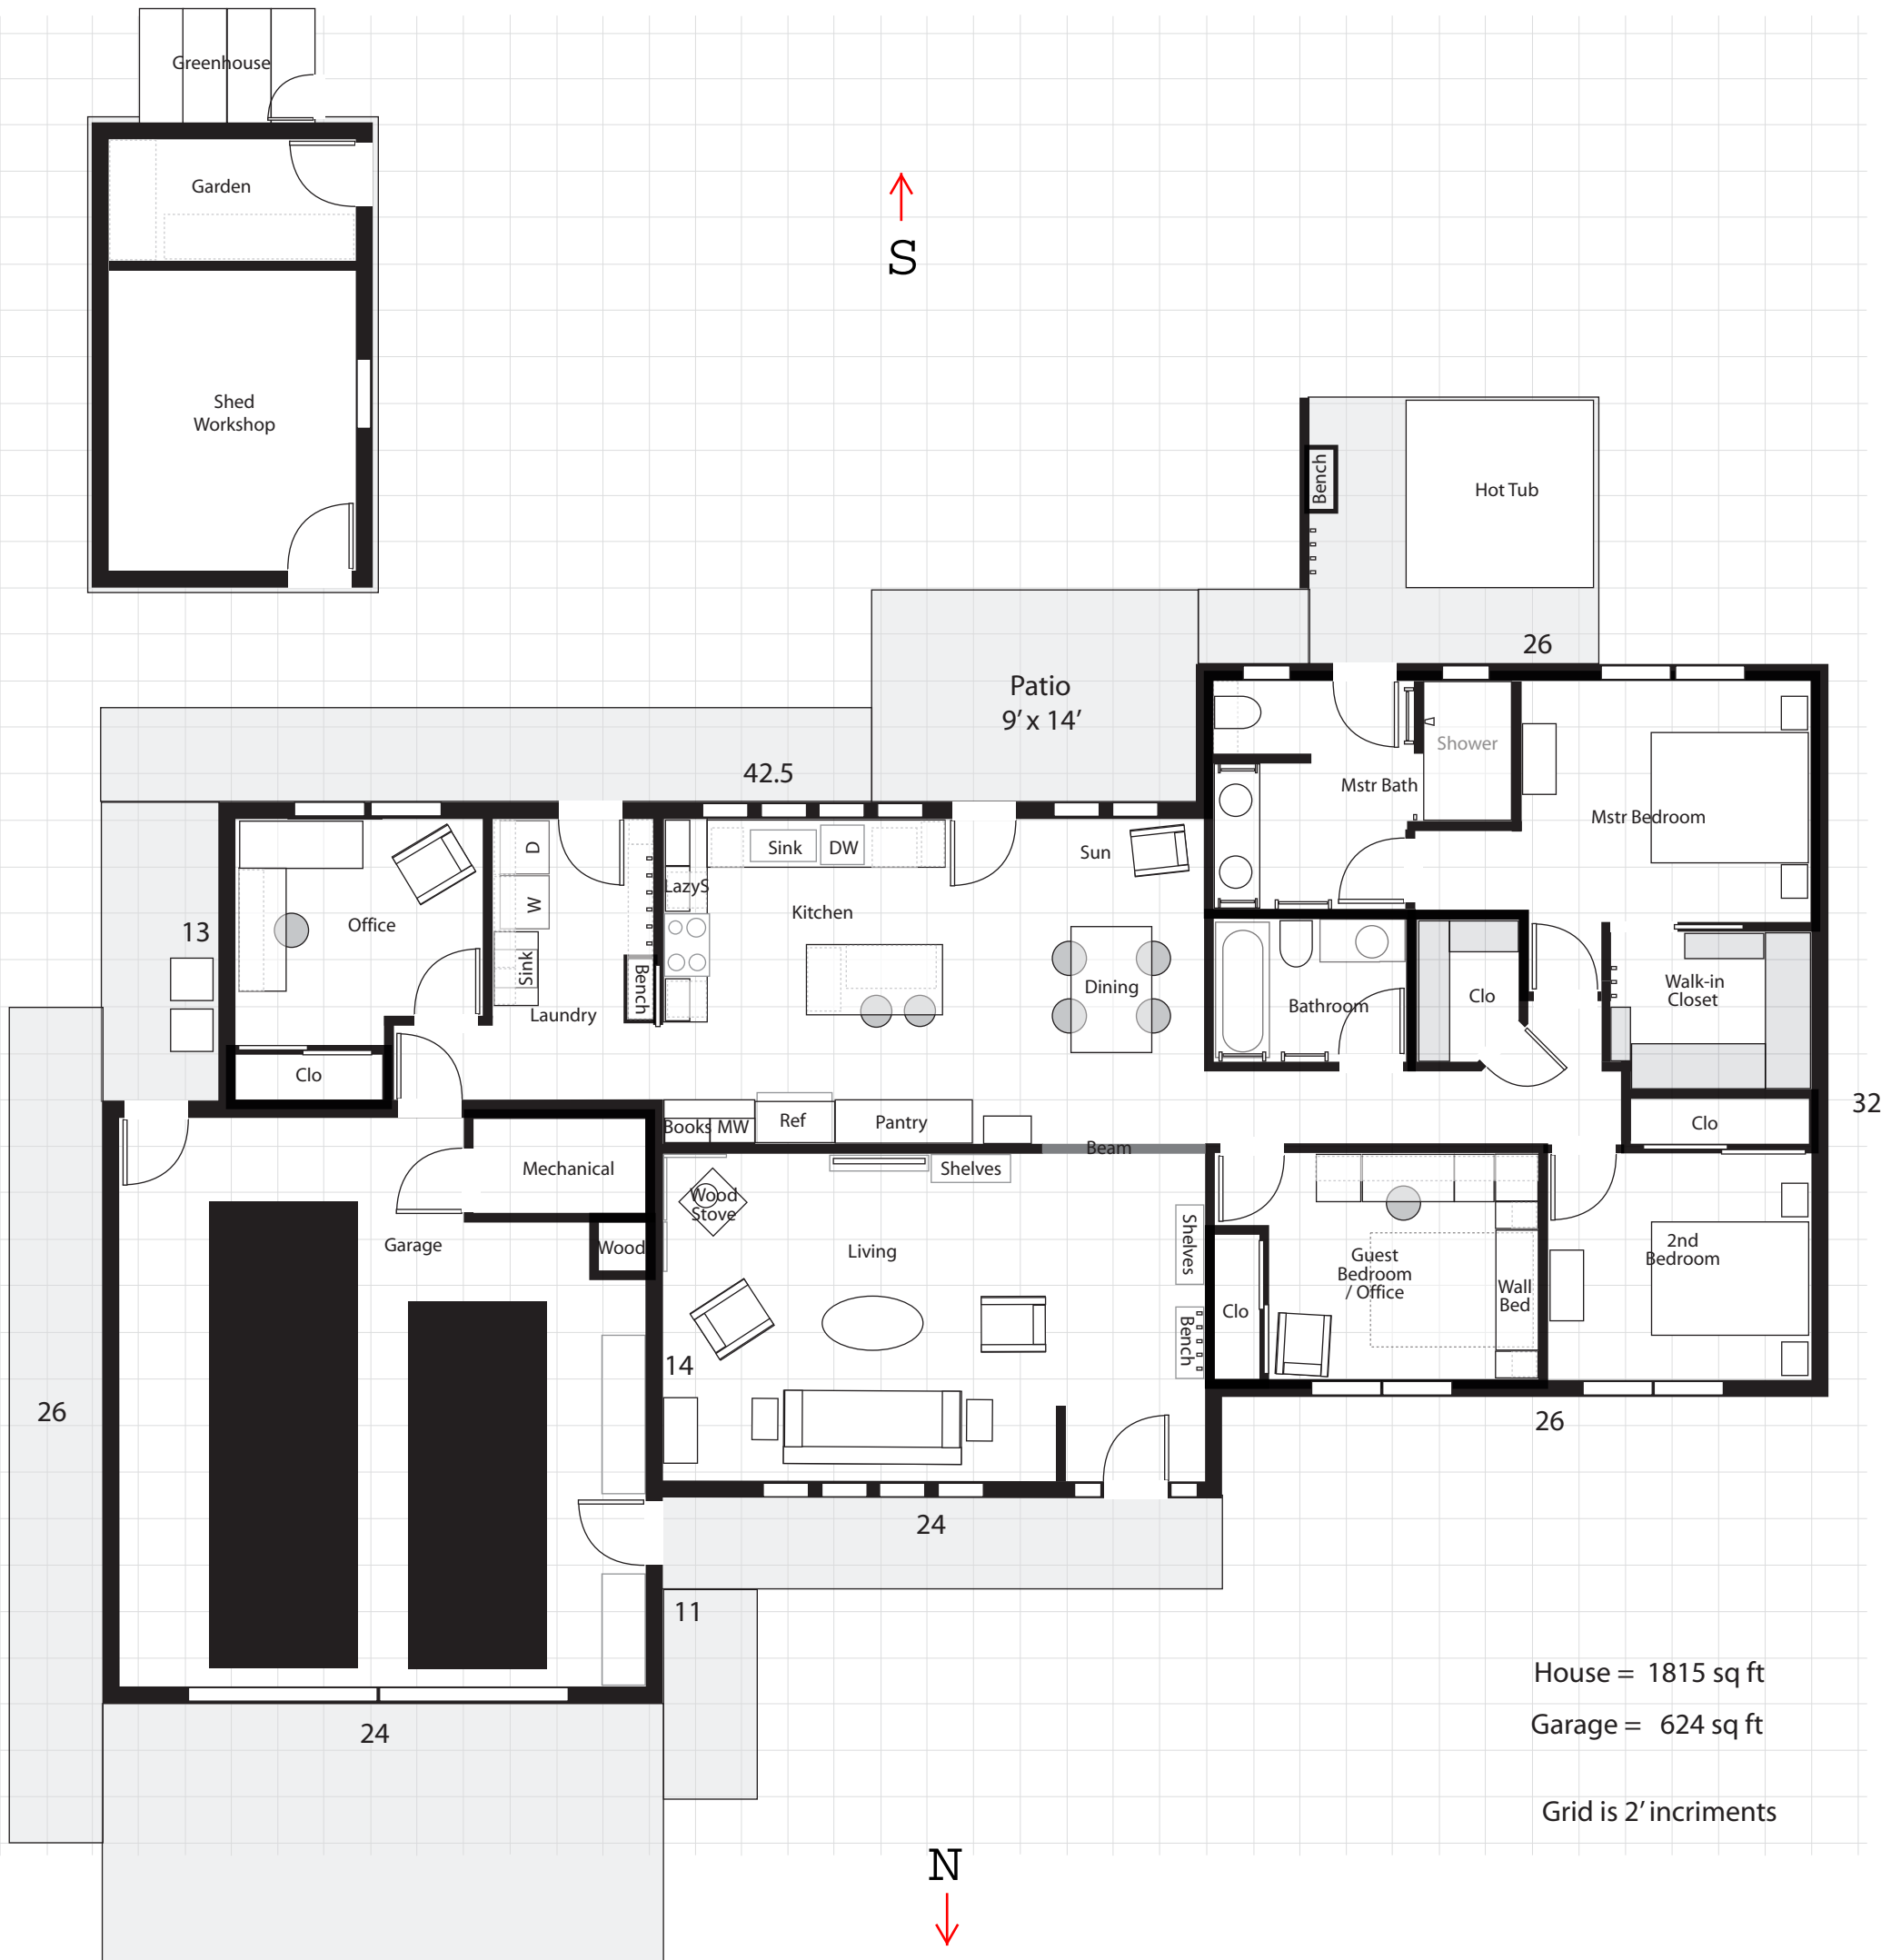 Greenhouse
Garden
S
Shed
Workshop
Bench
Hot Tub
26
Patio
9’ x 14’
42.5
Shower
Mstr Bath
Mstr Bedroom
Sun
D
Sink
DW
LazyS
W
Kitchen
Office
13
Sink
Bench
Laundry
Dining
Bathroom
Clo
Walk-in
Closet
Clo
32
Books
MW
Ref
Pantry
Clo
Beam
Mechanical
Shelves
Wood
Stove
Garage
Wood
Living
Shelves
Guest
Bedroom
/ Office
2nd
Bedroom
Wall
Bed
Clo
Bench
14
26
26
24
11
24
House = 1815 sq ft
Garage = 624 sq ft
Grid is 2’ incriments
N